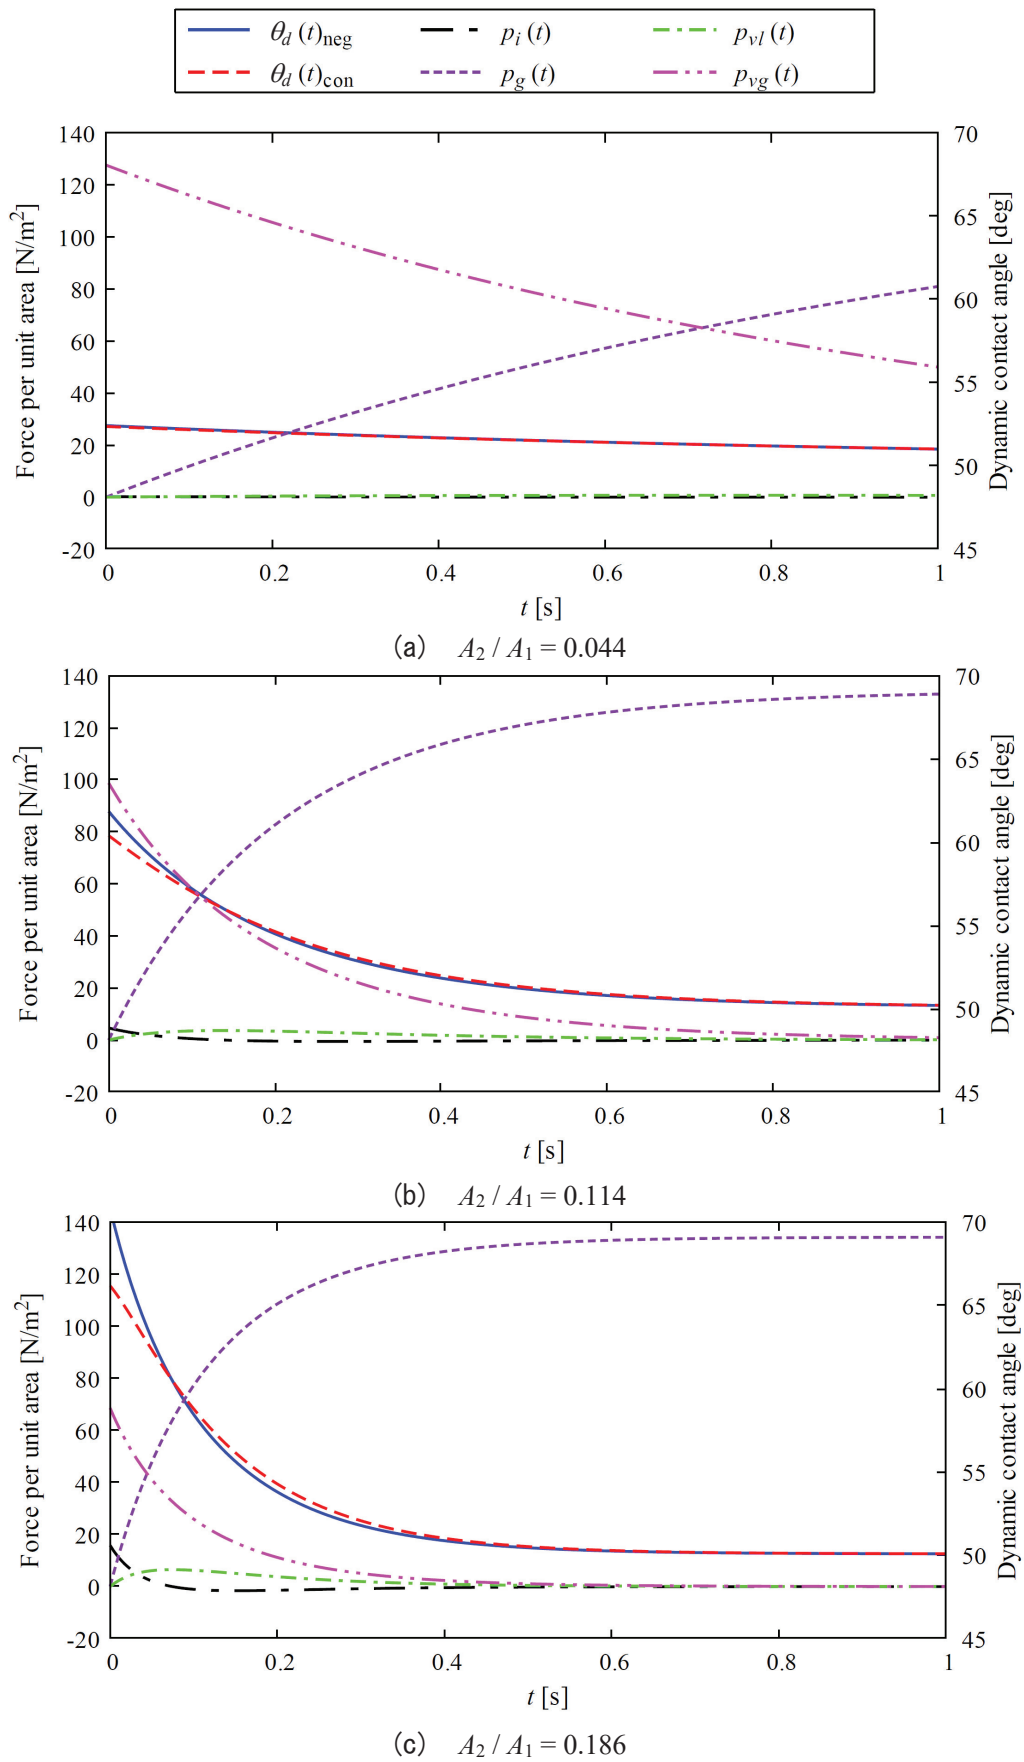 θd (t)neg pi (t) pvl (t)
θd (t)con pg (t) pvg (t)
140
120
100
80
60
40
20
0
-20
Force per unit area [N/m²]
70
65
60
55
50
45
Dynamic contact angle [deg]
0 0.2 0.4 0.6 0.8 1
t [s]
(a) A2 / A1 = 0.044
140
120
100
80
60
40
20
0
-20
Force per unit area [N/m²]
70
65
60
55
50
45
Dynamic contact angle [deg]
0 0.2 0.4 0.6 0.8 1
t [s]
(b) A2 / A1 = 0.114
140
120
100
80
60
40
20
0
-20
Force per unit area [N/m²]
70
65
60
55
50
45
Dynamic contact angle [deg]
0 0.2 0.4 0.6 0.8 1
t [s]
(c) A2 / A1 = 0.186